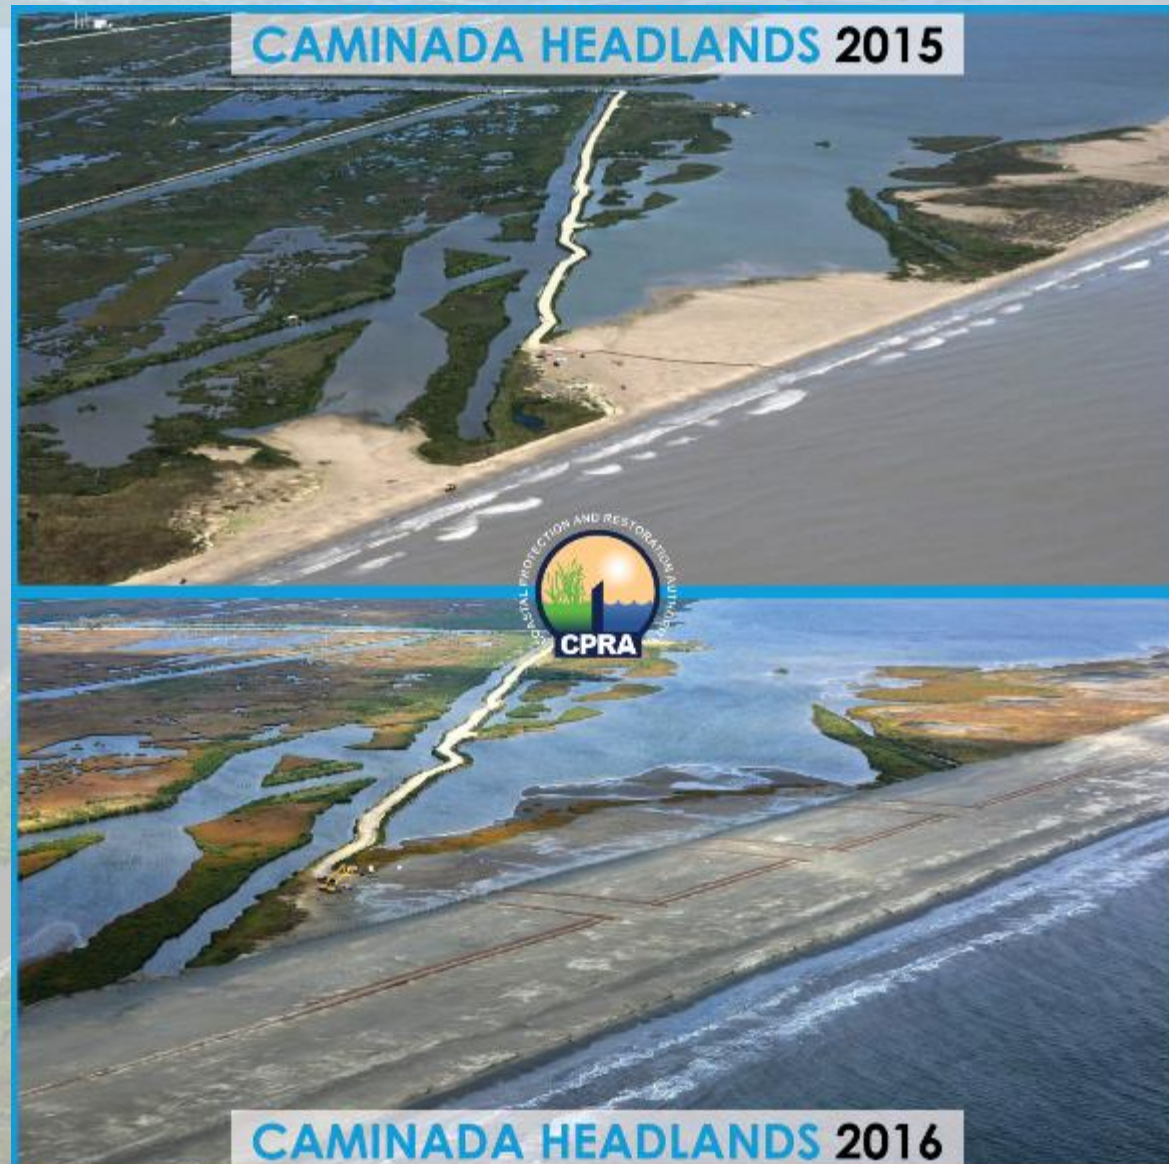 CAMINADA HEADLANDS 2015
COASTAL PROTECTION AND RESTORATION AUTHORITY
CPRA
CAMINADA HEADLANDS 2016